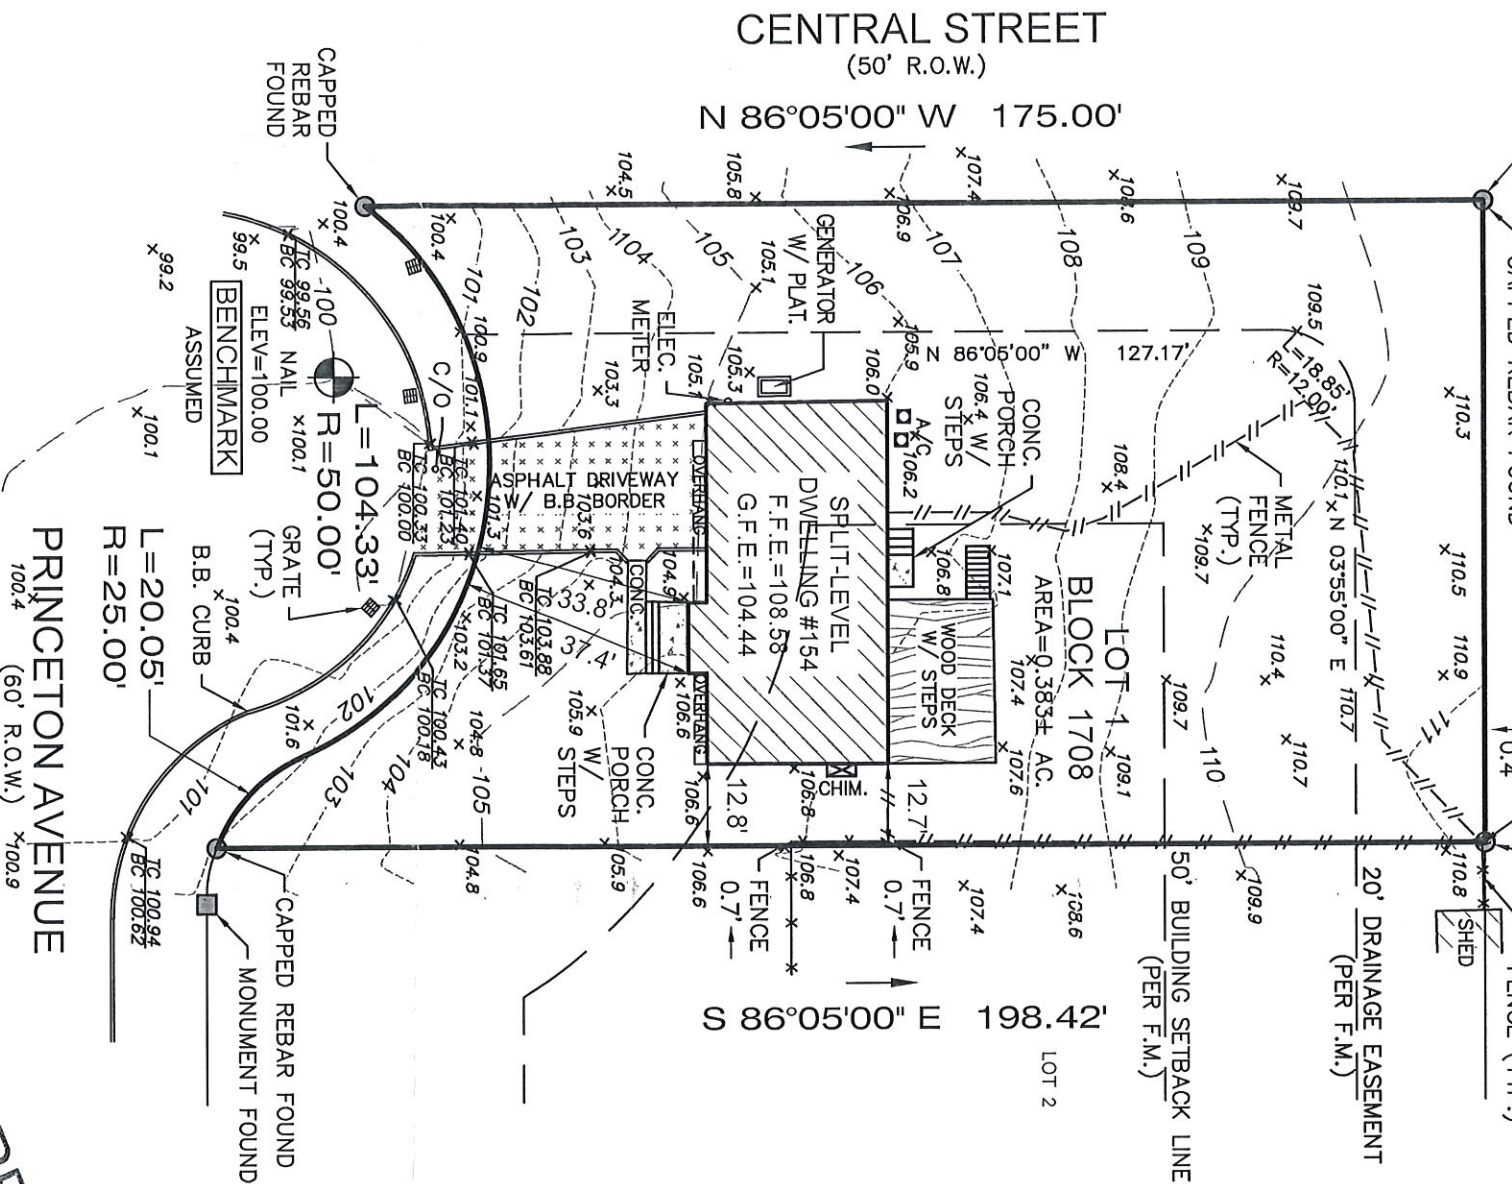 CENTRAL STREET
(50' R.O.W.)
N 86°05'00" W 175.00'
CAPPED
REBAR
FOUND
104.5
105.8
107.4
108.6
109.7
100.4
100.4
106.9
107
108
109
101
102
103
104
105
106
GENERATOR
W/ PLAT.
105.1
ELEC.
METER
105.1
105.3
106.0
105.9
N 86°05'00" W 127.17'
109.5
L=18.85'
R=12.00'
110.3
99.2
99.5
TC 99.56
BC 99.53
-100
NAIL
ELEV=100.00
BENCHMARK
ASSUMED
100.1
×100.1
C/O
100.9
101.1
103.3
L=104.33'
R=50.00'
106.4
CONC.
PORCH
W/
STEPS
A/C
106.2
108.4
METAL
FENCE
(TYP.)
109.7
110.1
N 03°55'00" E
110.7
110.5
110.9
110.4
ASPHALT DRIVEWAY
W/ B.B. BORDER
OVERHANG
103.6
101.3
TC 101.40
BC 101.23
TC 100.33
BC 100.00
SPLIT-LEVEL
DWELLING #154
F.F.E.=108.58
G.F.E.=104.44
106.8
107.1
WOOD DECK
W/ STEPS
LOT 1
BLOCK 1708
AREA=0.383± AC.
107.4
109.7
109.1
107.6
110
110.7
111
104.9
104.3
CONC.
33.8'
37.4'
TC 103.88
BC 103.61
TC 101.65
BC 101.37
103.2
TC 100.43
BC 100.18
GRATE
(TYP.)
B.B. CURB
100.4
L=20.05'
R=25.00'
PRINCETON AVENUE
(60' R.O.W.)
100.4
100.9
101.6
101
102
103
104
104.8
-105
105.9
CONC.
PORCH
W/
STEPS
106.6
OVERHANG
106.6
12.8'
106.8
CHIM.
12.7'
104.8
106.6
106.8
107.4
FENCE
0.7'
FENCE
0.7'
107.4
108.6
109.9
110.8
SHED
TC 100.94
BC 100.62
CAPPED REBAR FOUND
MONUMENT FOUND
S 86°05'00" E 198.42'
LOT 2
50' BUILDING SETBACK LINE
(PER F.M.)
20' DRAINAGE EASEMENT
(PER F.M.)